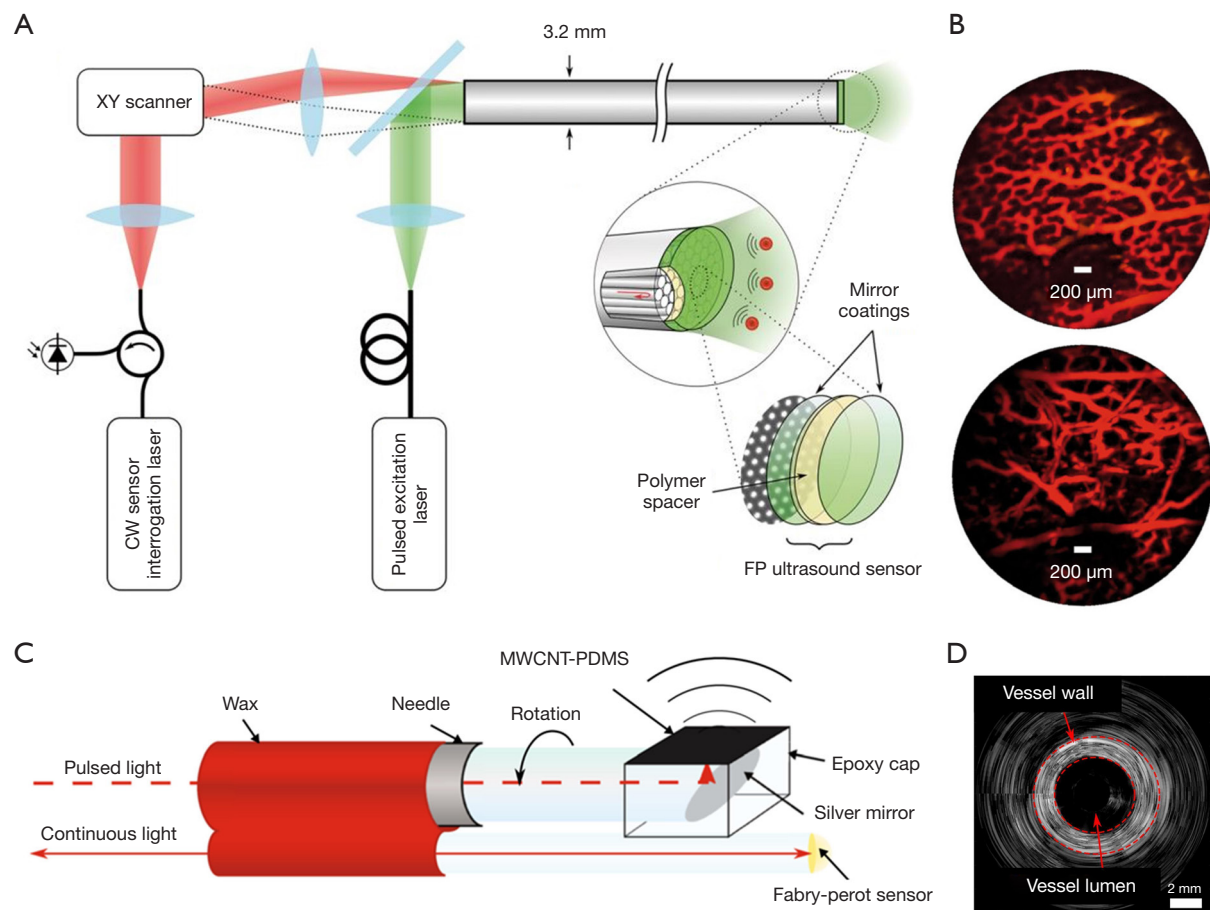 A
3.2 mm
B
XY scanner
200 µm
Mirror
coatings
CW sensor
interrogation laser
Pulsed excitation
laser
Polymer
spacer
FP ultrasound sensor
200 µm
C
MWCNT-PDMS
D
Wax
Needle
Rotation
Vessel wall
Pulsed light
Epoxy cap
Silver mirror
Continuous light
Fabry-perot sensor
Vessel lumen
2 mm